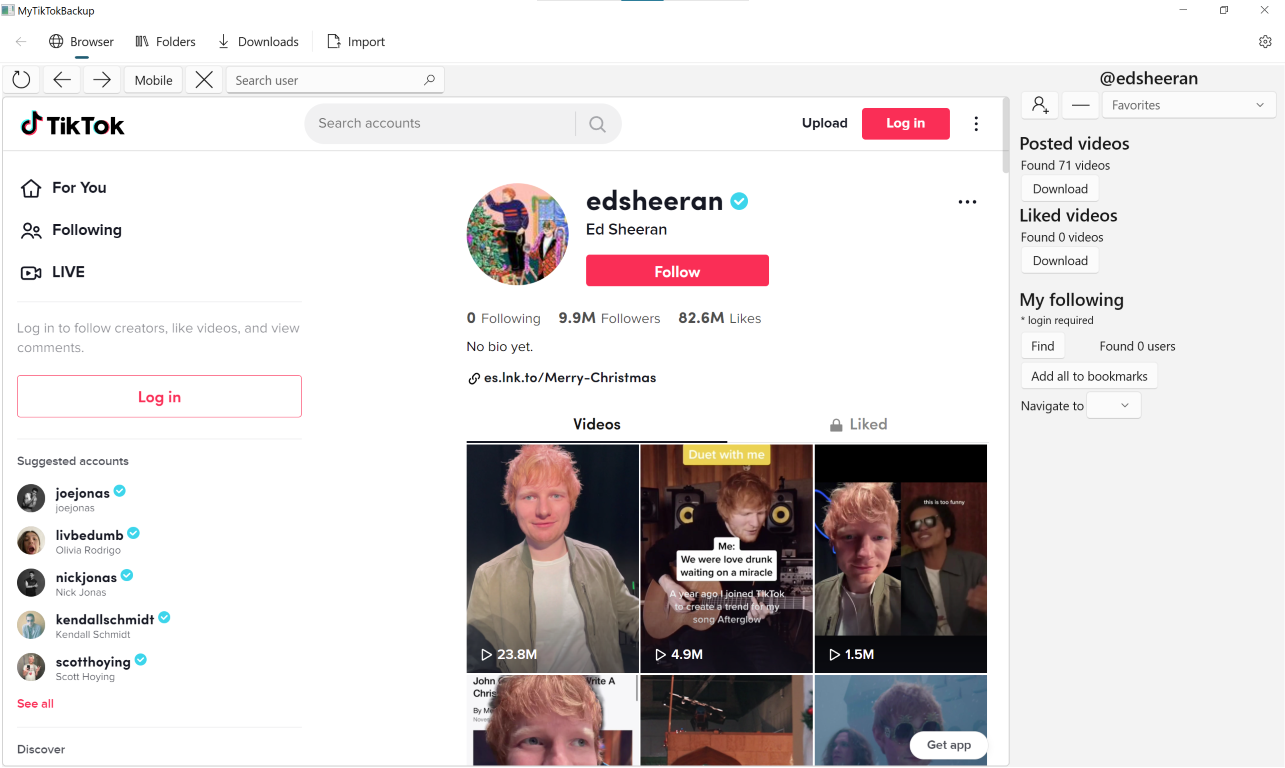 MyTikTokBackup
Browser
Folders
Downloads
Import
Mobile
Search user
TikTok
Search accounts
Upload
Log in
For You
Following
LIVE
Log in to follow creators, like videos, and view
comments.
Log in
Suggested accounts
joejonas
joejonas
livbedumb
Olivia Rodrigo
nickjonas
Nick Jonas
kendallschmidt
Kendall Schmidt
scotthoying
Scott Hoying
See all
Discover
edsheeran
Ed Sheeran
Follow
0 Following 9.9M Followers 82.6M Likes
No bio yet.
es.lnk.to/Merry-Christmas
Videos
Liked
23.8M
Duet with me
Me:
We were love drunk
waiting on a miracle
A year ago I joined TikTok
to create a trend for my
song Afterglow"
4.9M
this is too funny
1.5M
John
Write A
Chris
By Me
Nove
Get app
@edsheeran
Favorites
Posted videos
Found 71 videos
Download
Liked videos
Found 0 videos
Download
My following
* login required
Find
Found 0 users
Add all to bookmarks
Navigate to